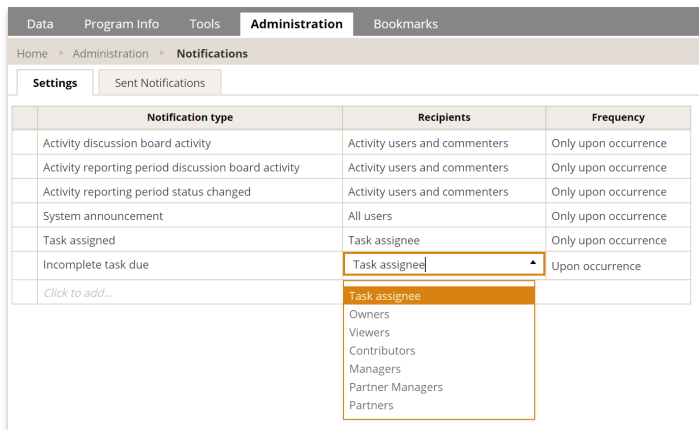 Data Program Info Tools Administration Bookmarks
Home Administration Notifications
Settings Sent Notifications
Notification type Recipients Frequency
Activity discussion board activity Activity users and commenters Only upon occurrence
Activity reporting period discussion board activity Activity users and commenters Only upon occurrence
Activity reporting period status changed Activity users and commenters Only upon occurrence
System announcement All users Only upon occurrence
Task assigned Task assignee Only upon occurrence
Incomplete task due Task assignee Upon occurrence
Click to add...
Task assignee
Owners
Viewers
Contributors
Managers
Partner Managers
Partners